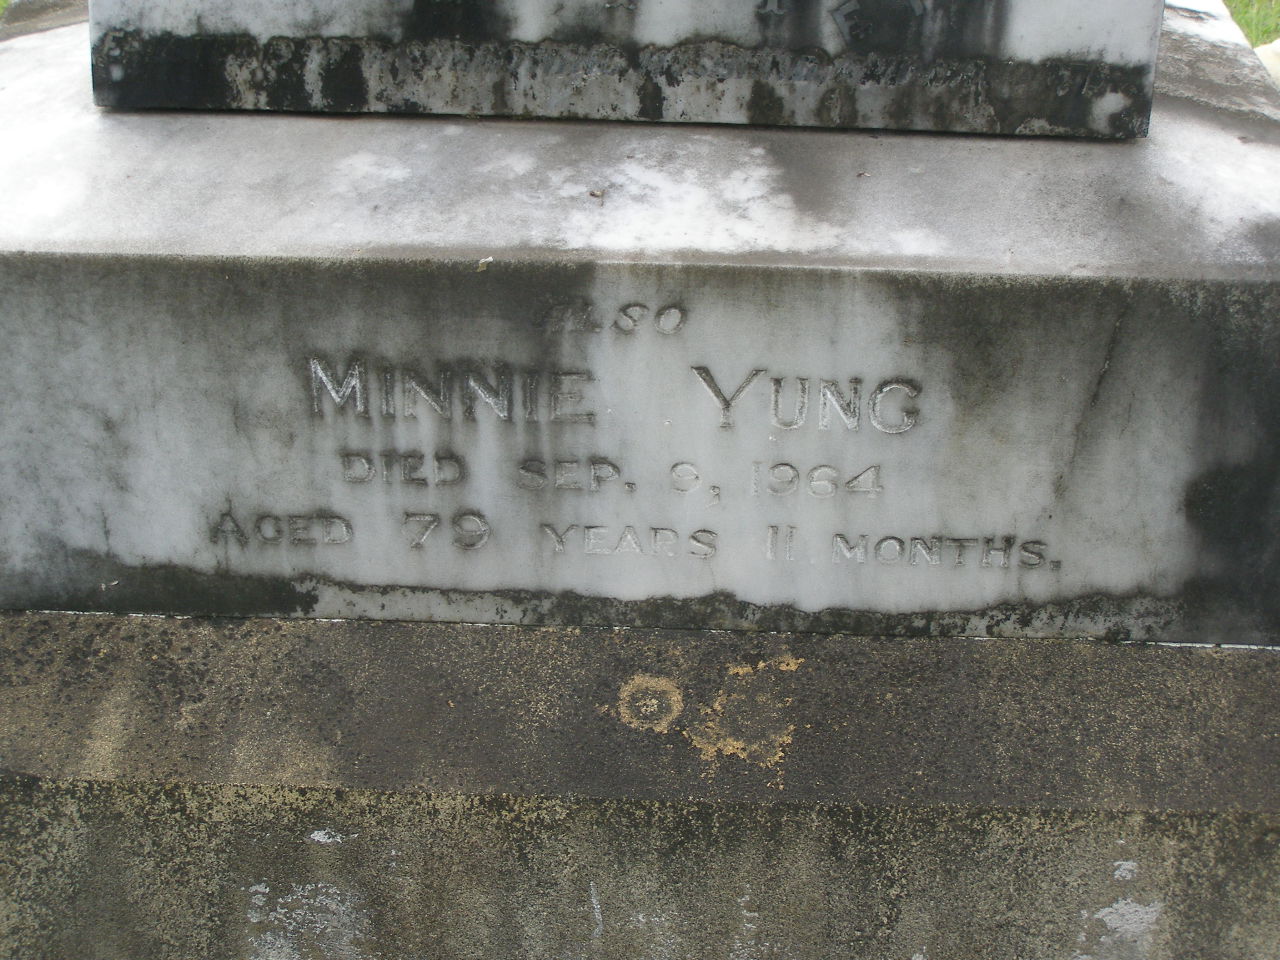 ALSO
MINNIE YUNG
DIED SEP. 9, 1964
AGED 79 YEARS 11 MONTHS.